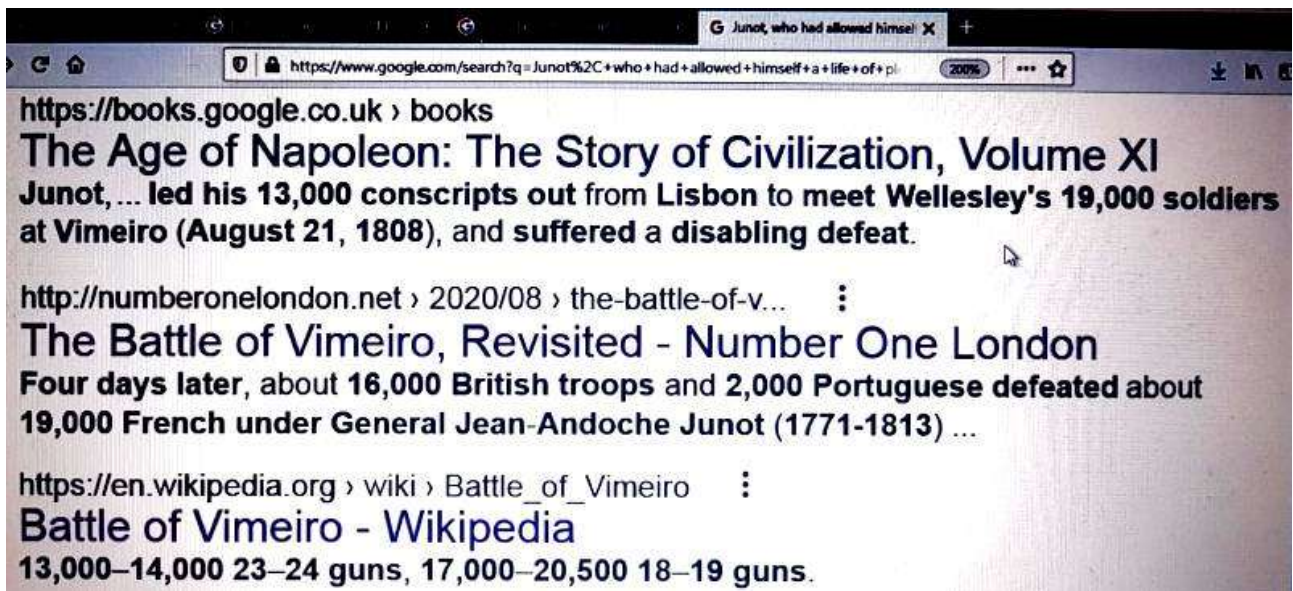 G Junot, who had allowed himsel X +
https://www.google.com/search?q=Junot%2C+who+had+allowed+himself+a+life+of+pl 200% ...
https://books.google.co.uk › books
The Age of Napoleon: The Story of Civilization, Volume XI
Junot, ... led his 13,000 conscripts out from Lisbon to meet Wellesley's 19,000 soldiers
at Vimeiro (August 21, 1808), and suffered a disabling defeat.
http://numberonelondon.net › 2020/08 › the-battle-of-v...
The Battle of Vimeiro, Revisited - Number One London
Four days later, about 16,000 British troops and 2,000 Portuguese defeated about
19,000 French under General Jean-Andoche Junot (1771-1813) ...
https://en.wikipedia.org › wiki › Battle_of_Vimeiro
Battle of Vimeiro - Wikipedia
13,000–14,000 23–24 guns, 17,000–20,500 18–19 guns.